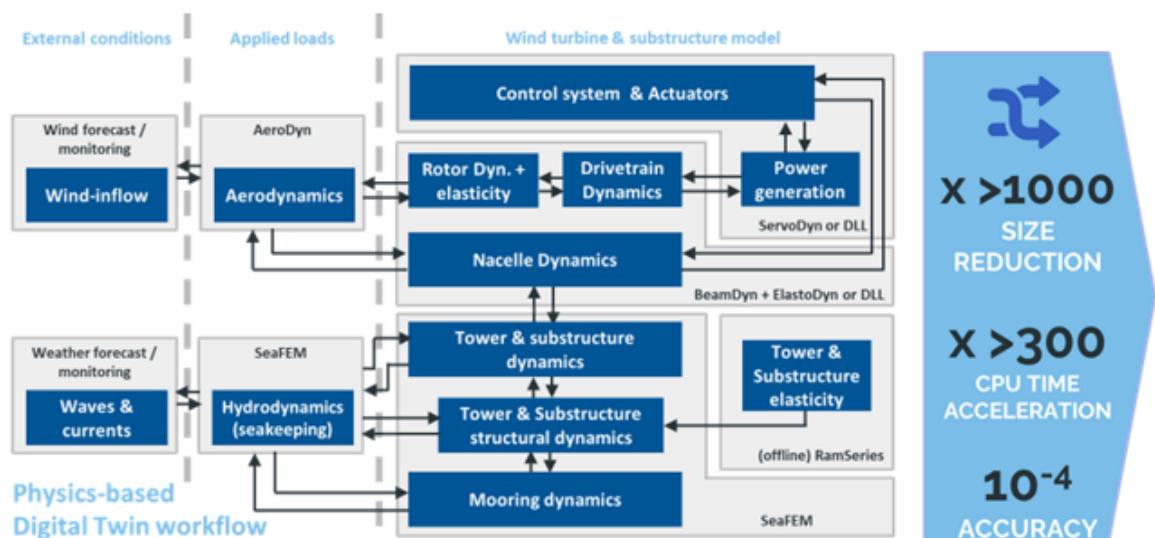 External conditions
Applied loads
Wind turbine & substructure model
Control system & Actuators
Wind forecast /
monitoring
Wind-inflow
AeroDyn
Aerodynamics
Rotor Dyn. +
elasticity
Drivetrain
Dynamics
Power
generation
ServoDyn or DLL
Nacelle Dynamics
BeamDyn + ElastoDyn or DLL
Weather forecast /
monitoring
Waves &
currents
SeaFEM
Hydrodynamics
(seakeeping)
Tower & substructure
dynamics
Tower & Substructure
structural dynamics
Mooring dynamics
SeaFEM
Tower &
Substructure
elasticity
(offline) RamSeries
Physics-based
Digital Twin workflow
x >1000
SIZE
REDUCTION
x >300
CPU TIME
ACCELERATION
10⁻⁴
ACCURACY